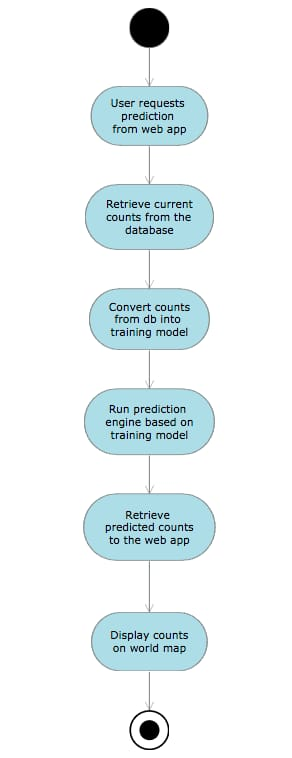 User requests
prediction
from web app
Retrieve current
counts from the
database
Convert counts
from db into
training model
Run prediction
engine based on
training model
Retrieve
predicted counts
to the web app
Display counts
on world map